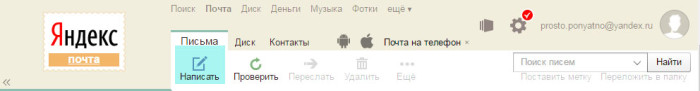 Поиск Почта Диск Деньги Музыка Фотки ещё
Яндекс
почта
prosto.ponyatno@yandex.ru
Письма Диск Контакты Почта на телефон ×
Написать Проверить Переслать Удалить Ещё
Поиск писем Найти
Поставить метку Переложить в папку
«